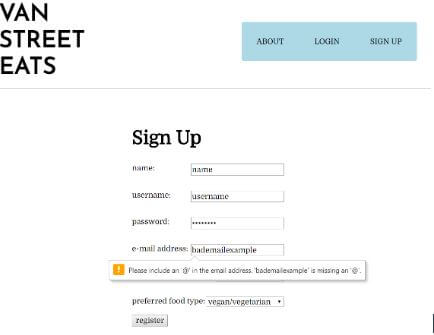 VAN
STREET
EATS
ABOUT LOGIN SIGN UP
Sign Up
name: name
username: username
password: ••••••••
e-mail address: bademailexample
! Please include an '@' in the email address. 'bademailexample' is missing an '@'.
preferred food type: vegan/vegetarian
register